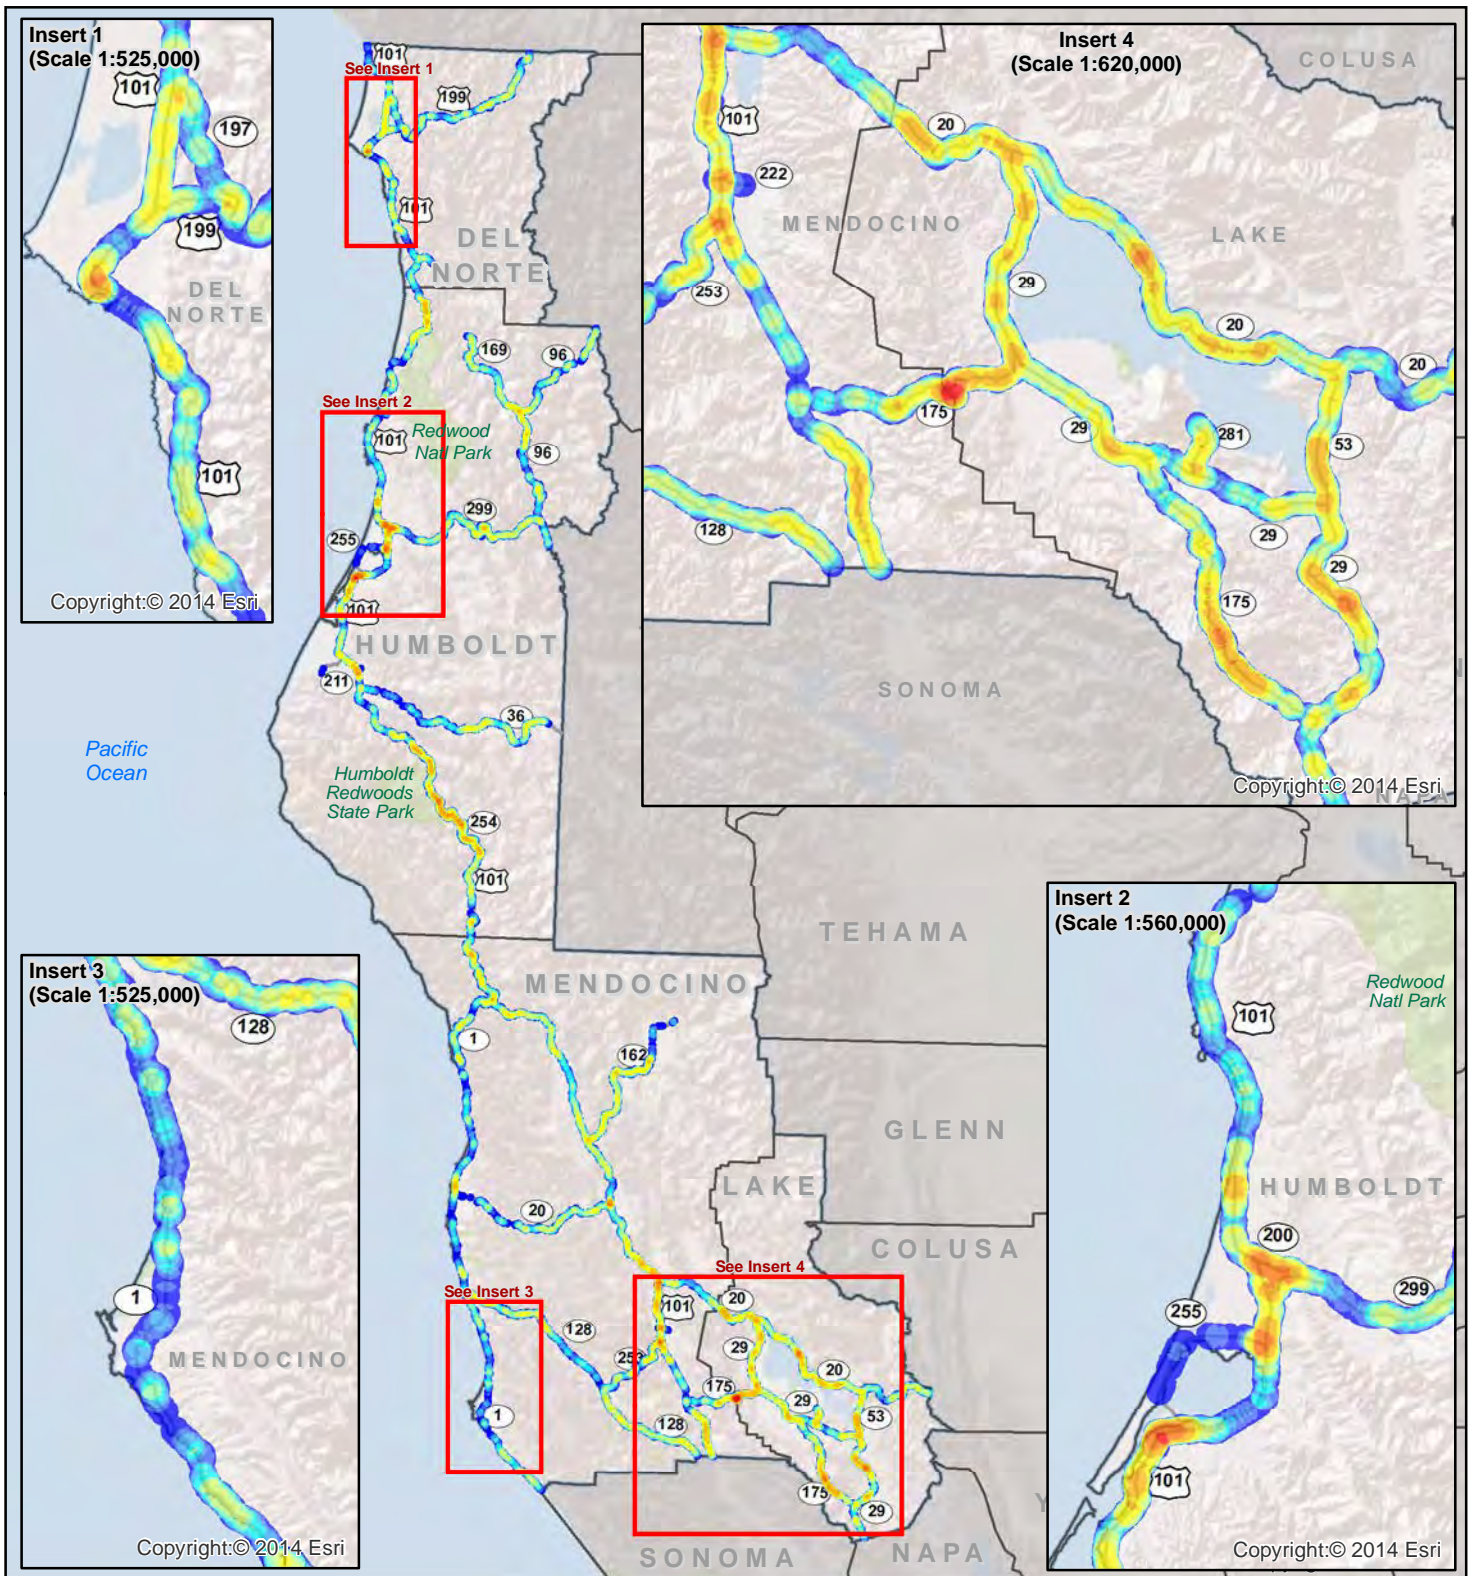 Insert 1
(Scale 1:525,000)
101
197
199
DEL
NORTE
101
Copyright:© 2014 Esri
101
See Insert 1
199
101
DEL
NORTE
169
96
See Insert 2
101
Redwood
Natl Park
96
299
255
101
HUMBOLDT
211
36
Pacific
Ocean
Humboldt
Redwoods
State Park
254
101
TEHAMA
MENDOCINO
1
162
GLENN
LAKE
20
COLUSA
See Insert 4
See Insert 3
101
20
128
253
29
20
175
29
53
1
128
175
29
SONOMA
NAPA
Insert 4
(Scale 1:620,000)
COLUSA
101
20
222
MENDOCINO
LAKE
253
29
20
20
175
29
281
53
128
29
29
175
SONOMA
Copyright:© 2014 Esri
NAPA
Insert 3
(Scale 1:525,000)
128
1
MENDOCINO
Copyright:© 2014 Esri
Insert 2
(Scale 1:560,000)
Redwood
Natl Park
101
HUMBOLDT
200
299
255
101
Copyright:© 2014 Esri